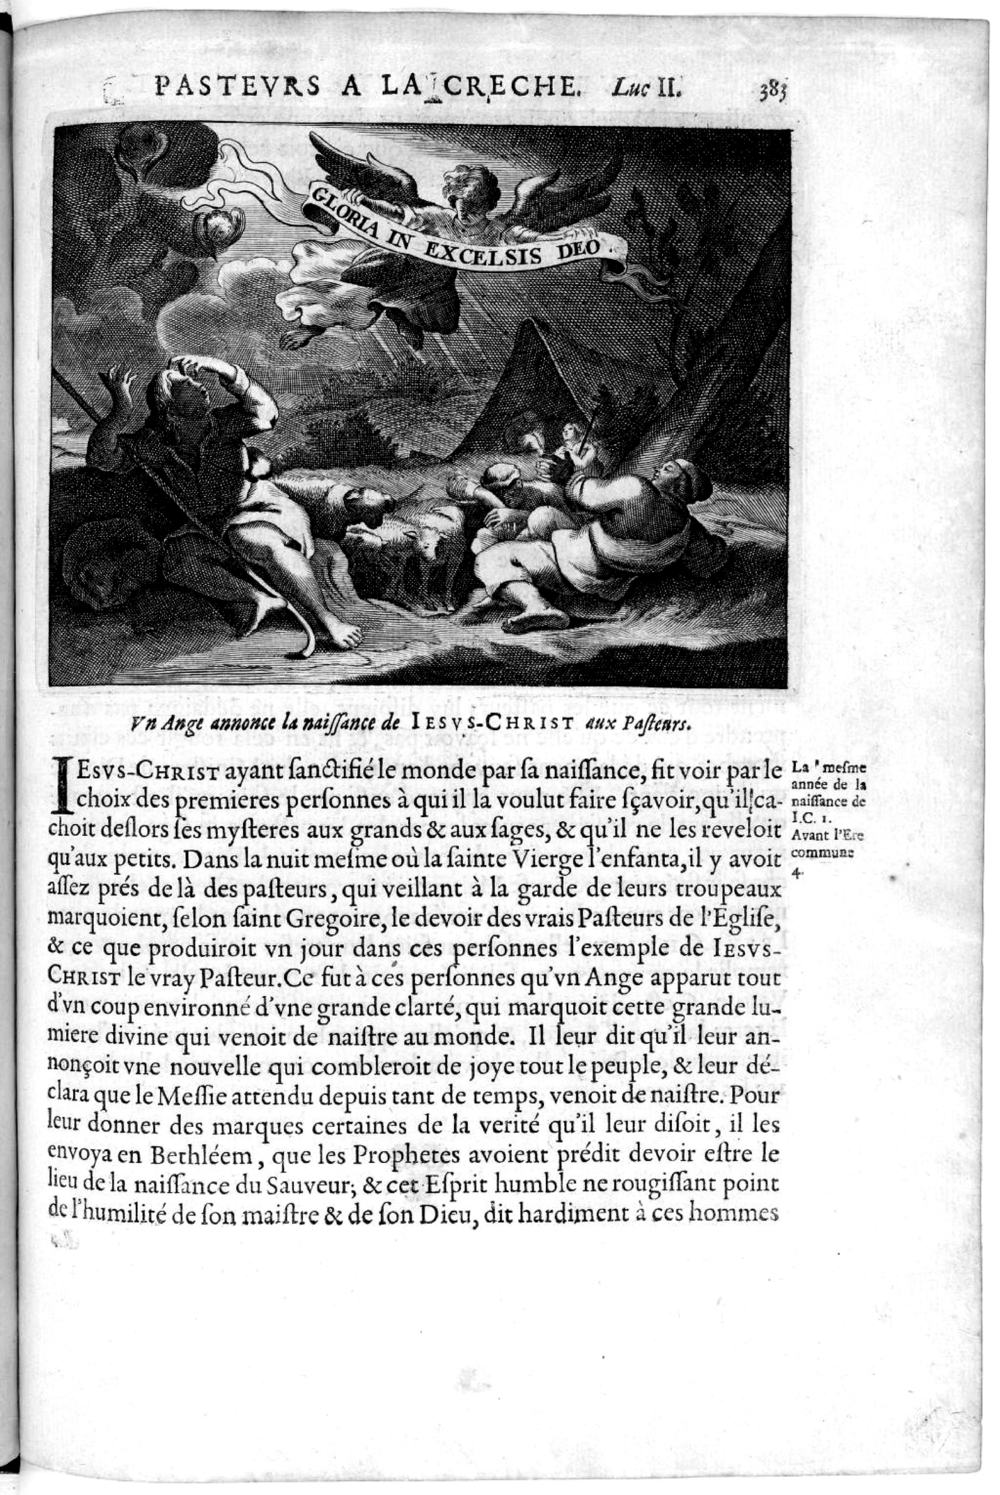 PASTEVRS A LA CRECHE. Luc II. 383
GLORIA IN EXCELSIS DEO
Vn Ange annonce la naiſſance de IESVS-CHRIST aux Paſteurs.
IESVS-CHRIST ayant ſanctifié le monde par ſa naiſſance, fit voir par le
choix des premieres perſonnes à qui il la voulut faire ſçavoir, qu'il ca-
choit deſlors ſes myſteres aux grands & aux ſages, & qu'il ne les reveloit
qu'aux petits. Dans la nuit meſme où la ſainte Vierge l'enfanta, il y avoit
aſſez prés de là des paſteurs, qui veillant à la garde de leurs troupeaux
marquoient, ſelon ſaint Gregoire, le devoir des vrais Paſteurs de l'Egliſe,
& ce que produiroit vn jour dans ces perſonnes l'exemple de IESVS-
CHRIST le vray Paſteur. Ce fut à ces perſonnes qu'vn Ange apparut tout
d'vn coup environné d'vne grande clarté, qui marquoit cette grande lu-
miere divine qui venoit de naiſtre au monde. Il leur dit qu'il leur an-
nonçoit vne nouvelle qui combleroit de joye tout le peuple, & leur dé-
clara que le Meſſie attendu depuis tant de temps, venoit de naiſtre. Pour
leur donner des marques certaines de la verité qu'il leur diſoit, il les
envoya en Bethléem, que les Prophetes avoient prédit devoir eſtre le
lieu de la naiſſance du Sauveur; & cet Eſprit humble ne rougiſſant point
de l'humilité de ſon maiſtre & de ſon Dieu, dit hardiment à ces hommes
La meſme
année de la
naiſſance de
I.C. 1.
Avant l'Ere
commune
4.